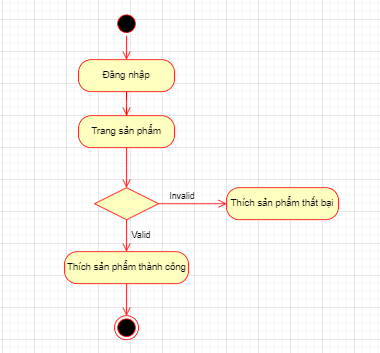 Đăng nhập
Trang sản phẩm
Invalid
Thích sản phẩm thất bại
Valid
Thích sản phẩm thành công